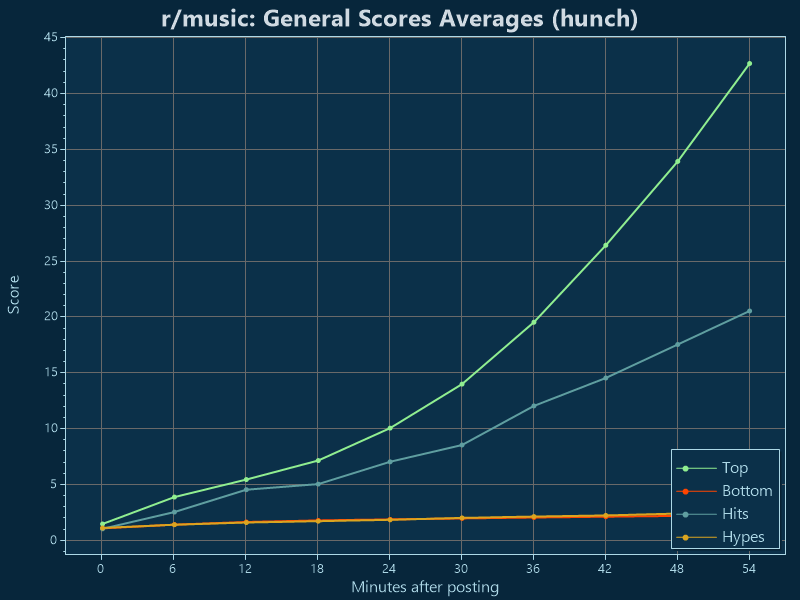 r/music: General Scores Averages (hunch)
45
40
35
30
25
20
15
10
5
0
Score
Top
Bottom
Hits
Hypes
0 6 12 18 24 30 36 42 48 54
Minutes after posting